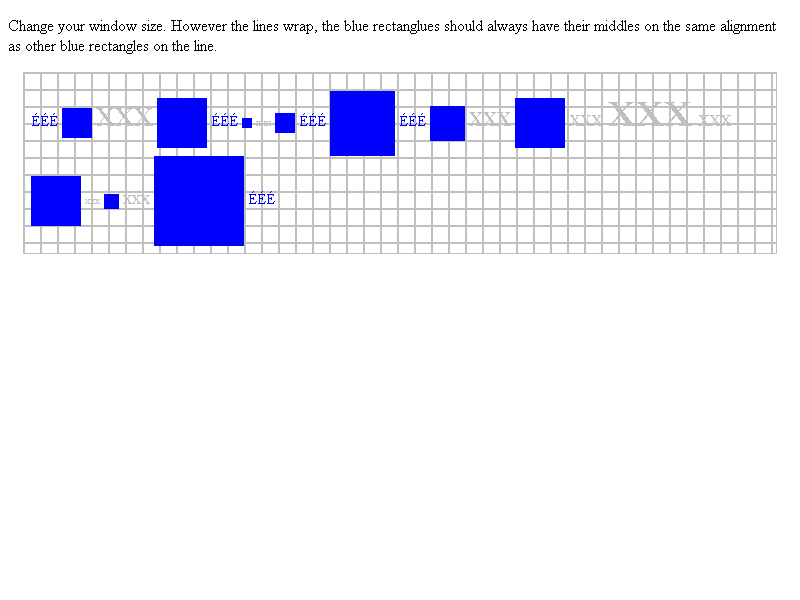 Change your window size. However the lines wrap, the blue rectanglues should always have their middles on the same alignment
as other blue rectangles on the line.
ÉÉÉ XXX ÉÉÉ xxx ÉÉÉ ÉÉÉ XXX XXX XXX XXX
xxx XXX ÉÉÉ